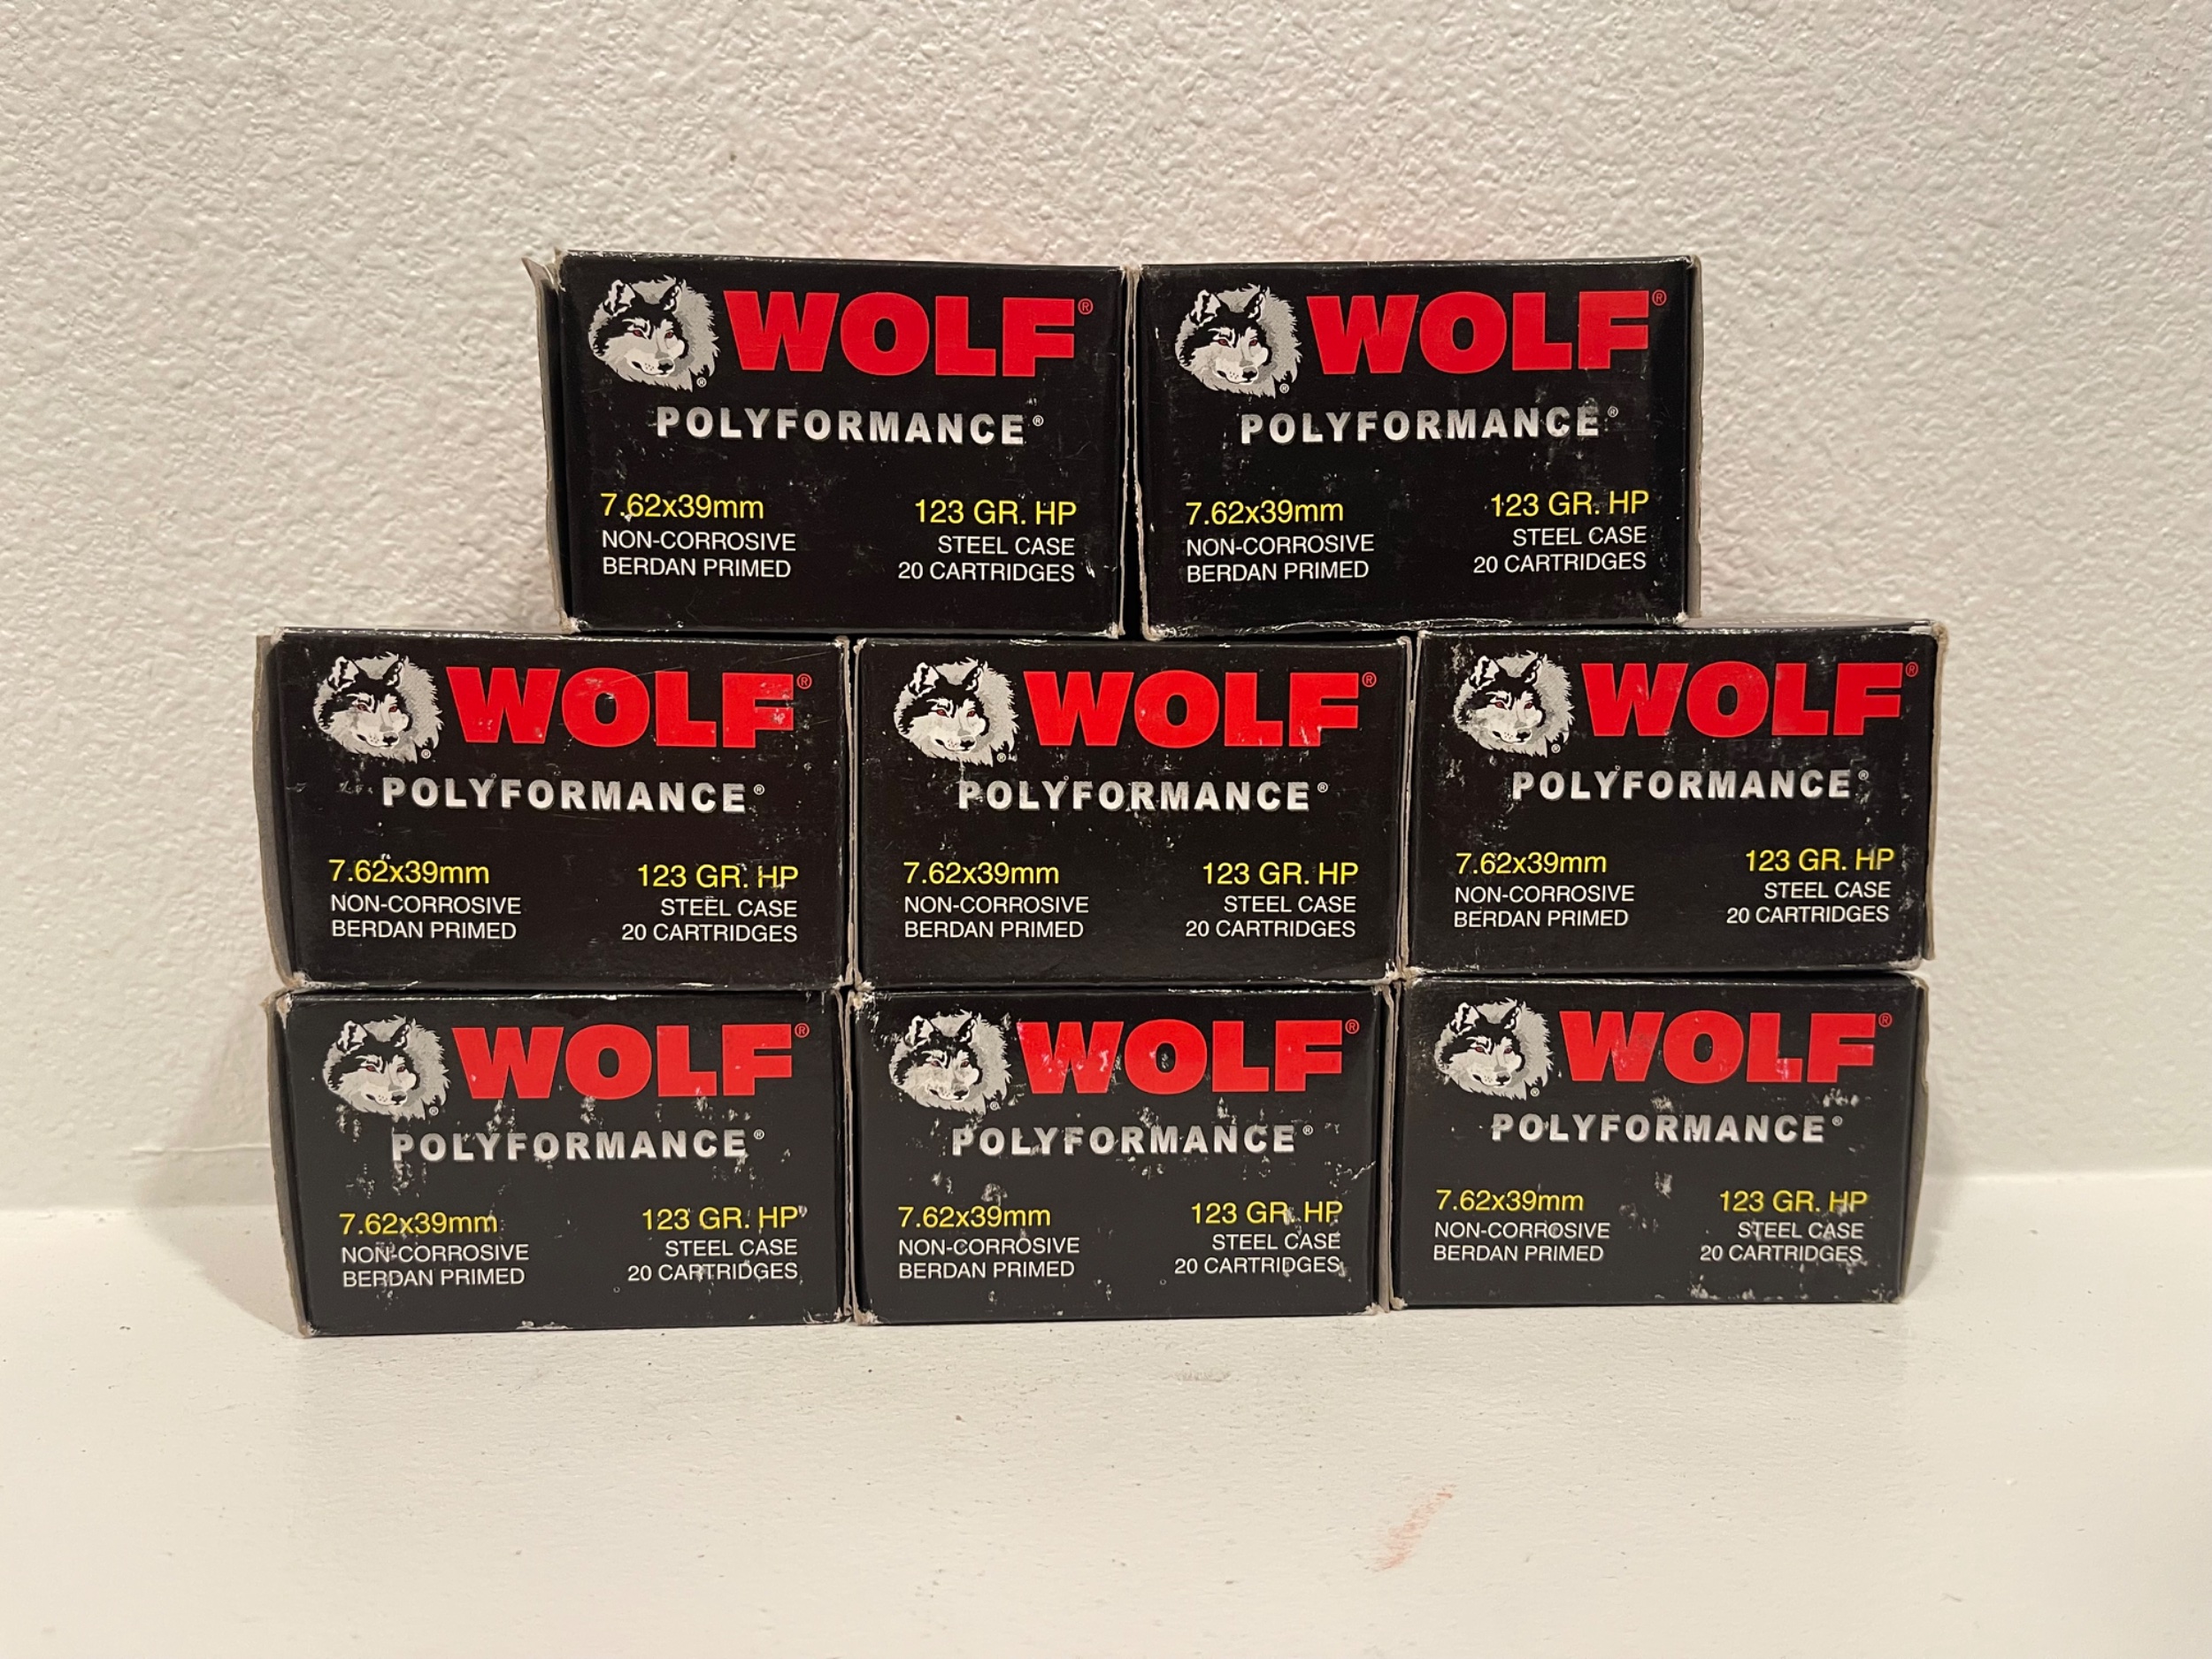 WOLF®
POLYFORMANCE®
7.62x39mm 123 GR. HP
NON-CORROSIVE STEEL CASE
BERDAN PRIMED 20 CARTRIDGES
WOLF®
POLYFORMANCE®
7.62x39mm 123 GR. HP
NON-CORROSIVE STEEL CASE
BERDAN PRIMED 20 CARTRIDGES
WOLF®
POLYFORMANCE®
7.62x39mm 123 GR. HP
NON-CORROSIVE STEEL CASE
BERDAN PRIMED 20 CARTRIDGES
WOLF®
POLYFORMANCE®
7.62x39mm 123 GR. HP
NON-CORROSIVE STEEL CASE
BERDAN PRIMED 20 CARTRIDGES
WOLF®
POLYFORMANCE®
7.62x39mm 123 GR. HP
NON-CORROSIVE STEEL CASE
BERDAN PRIMED 20 CARTRIDGES
WOLF®
POLYFORMANCE®
7.62x39mm 123 GR. HP
NON-CORROSIVE STEEL CASE
BERDAN PRIMED 20 CARTRIDGES
WOLF®
POLYFORMANCE®
7.62x39mm 123 GR. HP
NON-CORROSIVE STEEL CASE
BERDAN PRIMED 20 CARTRIDGES
WOLF®
POLYFORMANCE®
7.62x39mm 123 GR. HP
NON-CORROSIVE STEEL CASE
BERDAN PRIMED 20 CARTRIDGES